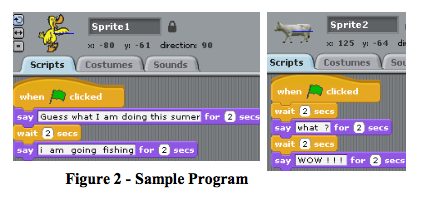 Sprite1
x: -80 y: -61 direction: 90
Scripts Costumes Sounds
when clicked
say Guess what I am doing this sumer for 2 secs
wait 2 secs
say i am going fishing for 2 secs
Sprite2
x: 125 y: -64 d
Scripts Costumes Sou
when clicked
wait 2 secs
say what ? for 2 secs
wait 2 secs
say WOW ! ! ! for 2 secs
Figure 2 - Sample Program